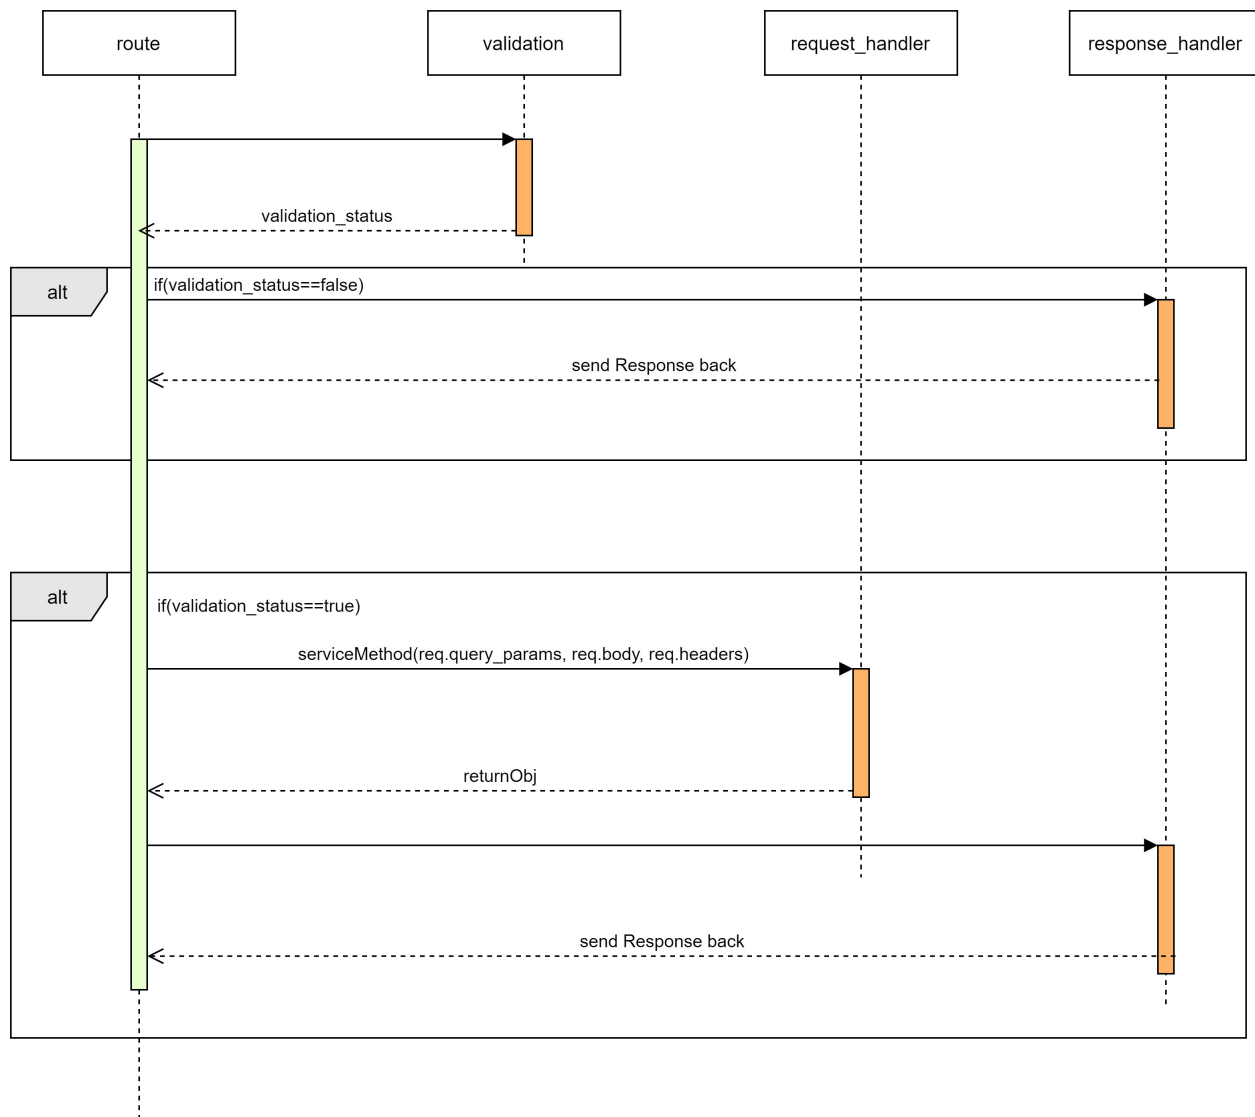 route
validation
request_handler
response_handler
validation_status
alt
if(validation_status==false)
send Response back
alt
if(validation_status==true)
serviceMethod(req.query_params, req.body, req.headers)
returnObj
send Response back